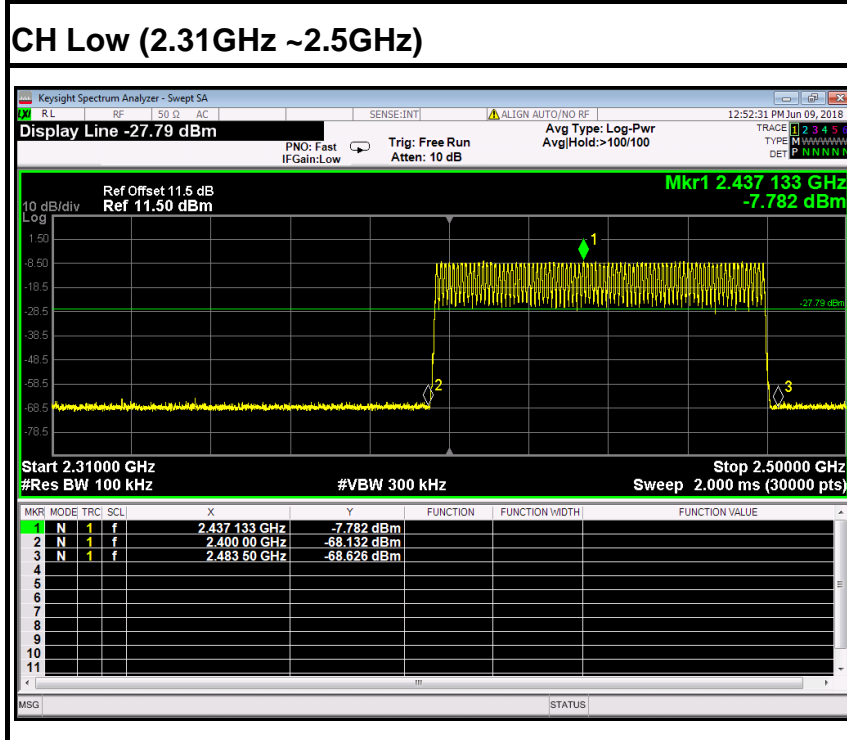 CH Low (2.31GHz ~2.5GHz)
Keysight Spectrum Analyzer - Swept SA
RL RF 50 Ω AC SENSE:INT ALIGN AUTO/NO RF 12:52:31 PM Jun 09, 2018
Display Line -27.79 dBm Avg Type: Log-Pwr TRACE 1 2 3 4 5 6
PNO: Fast Trig: Free Run Avg|Hold:>100/100 TYPE M WWWWW
IFGain:Low Atten: 10 dB DET P NNNNN
Mkr1 2.437 133 GHz
Ref Offset 11.5 dB -7.782 dBm
10 dB/div Ref 11.50 dBm
Log
1.50
1
-8.50
-18.5
-27.79 dBm
-28.5
-38.5
-48.5
-58.5
2
3
-68.5
-78.5
Start 2.31000 GHz Stop 2.50000 GHz
#Res BW 100 kHz #VBW 300 kHz Sweep 2.000 ms (30000 pts)
MKR MODE TRC SCL X Y FUNCTION FUNCTION WIDTH FUNCTION VALUE
1 N 1 f 2.437 133 GHz -7.782 dBm
2 N 1 f 2.400 00 GHz -68.132 dBm
3 N 1 f 2.483 50 GHz -68.626 dBm
4
5
6
7
8
9
10
11
MSG STATUS